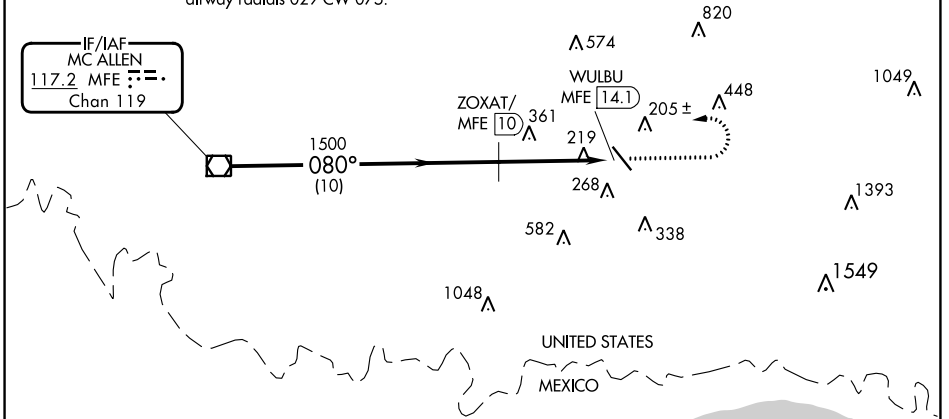 airway radials 029 CW 075.
IF/IAF
MC ALLEN
117.2 MFE
Chan 119
820
574
WULBU
MFE 14.1
1049
448
205 ±
ZOXAT/
MFE 10
361
219
1500
080°
(10)
268
1393
582
338
1549
1048
UNITED STATES
MEXICO